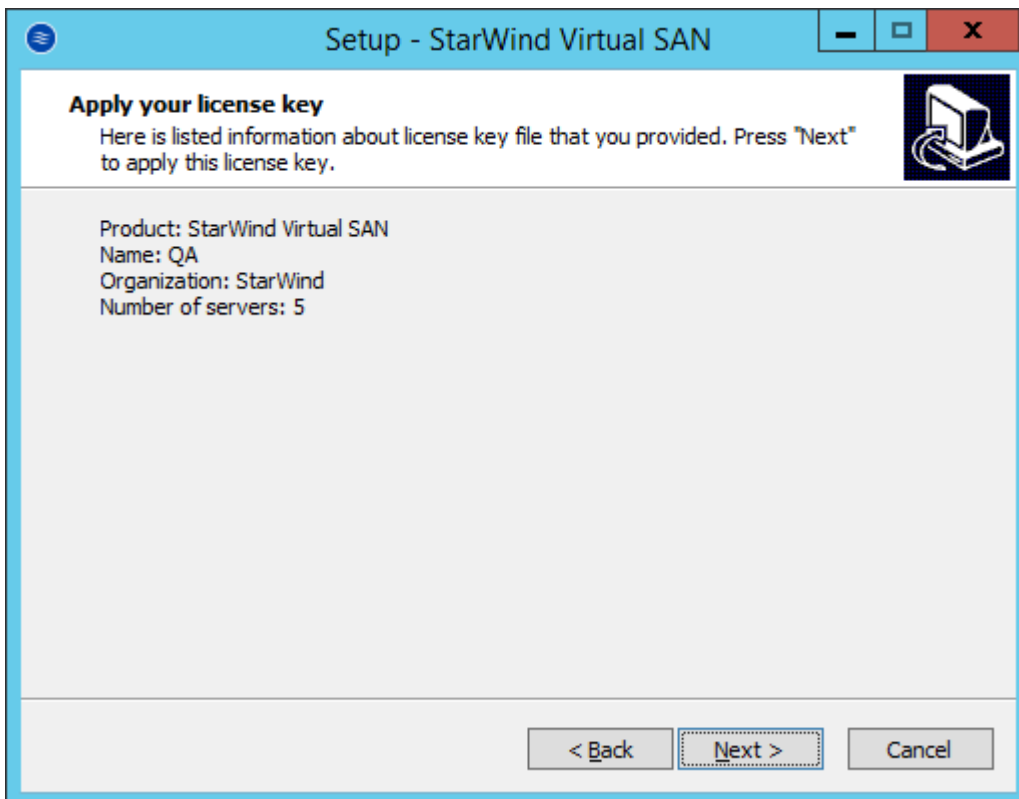 Setup - StarWind Virtual SAN
Apply your license key
Here is listed information about license key file that you provided. Press "Next"
to apply this license key.
Product: StarWind Virtual SAN
Name: QA
Organization: StarWind
Number of servers: 5
< Back
Next >
Cancel